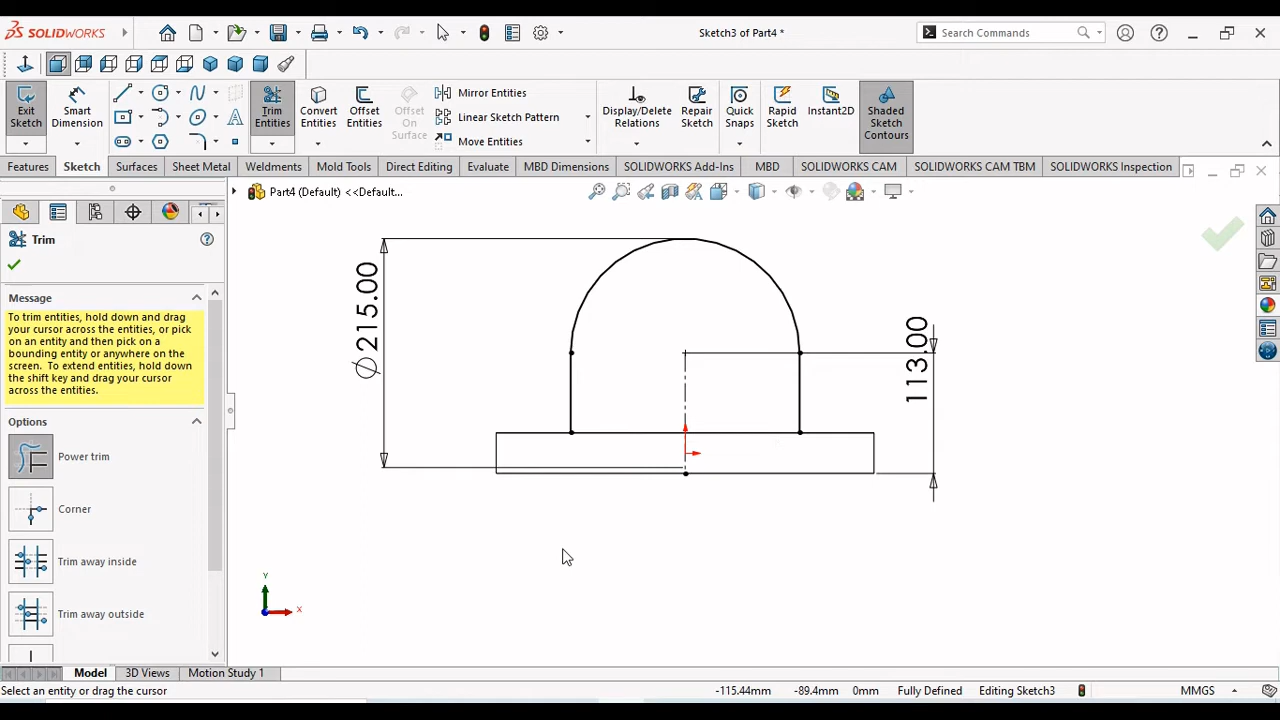 SOLIDWORKS
Sketch3 of Part4 *
Search Commands
Exit
Sketch
Smart
Dimension
Trim
Entities
Convert
Entities
Offset
Entities
Offset
On
Surface
Mirror Entities
Linear Sketch Pattern
Move Entities
Display/Delete
Relations
Repair
Sketch
Quick
Snaps
Rapid
Sketch
Instant2D
Shaded
Sketch
Contours
Features
Sketch
Surfaces
Sheet Metal
Weldments
Mold Tools
Direct Editing
Evaluate
MBD Dimensions
SOLIDWORKS Add-Ins
MBD
SOLIDWORKS CAM
SOLIDWORKS CAM TBM
SOLIDWORKS Inspection
Part4 (Default) <<Default...
Trim
Message
To trim entities, hold down and drag
your cursor across the entities, or pick
on an entity and then pick on a
bounding entity or anywhere on the
screen. To extend entities, hold down
the shift key and drag your cursor
across the entities.
Options
Power trim
Corner
Trim away inside
Trim away outside
Ø215.00
113.00
Y
X
Model
3D Views
Motion Study 1
Select an entity or drag the cursor
-115.44mm
-89.4mm
0mm
Fully Defined
Editing Sketch3
MMGS